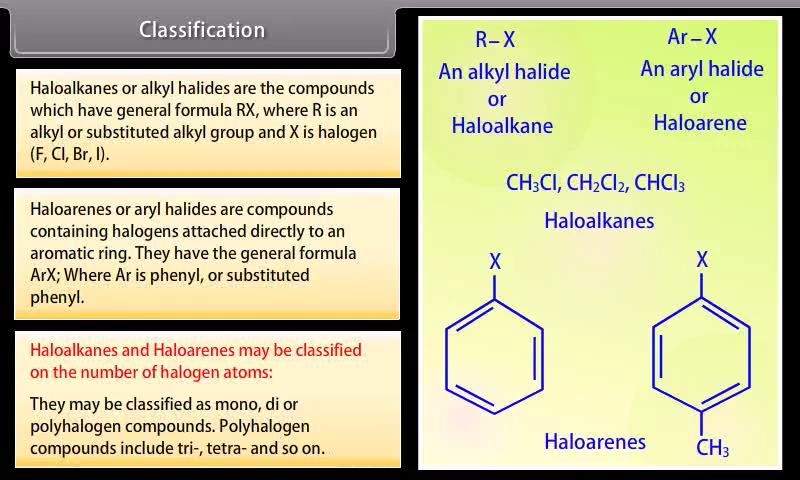 Classification
Haloalkanes or alkyl halides are the compounds
which have general formula RX, where R is an
alkyl or substituted alkyl group and X is halogen
(F, Cl, Br, I).
Haloarenes or aryl halides are compounds
containing halogens attached directly to an
aromatic ring. They have the general formula
ArX; Where Ar is phenyl, or substituted
phenyl.
Haloalkanes and Haloarenes may be classified
on the number of halogen atoms:
They may be classified as mono, di or
polyhalogen compounds. Polyhalogen
compounds include tri-, tetra- and so on.
R – X
An alkyl halide
or
Haloalkane
Ar – X
An aryl halide
or
Haloarene
CH₃Cl, CH₂Cl₂, CHCl₃
Haloalkanes
X
X
CH₃
Haloarenes